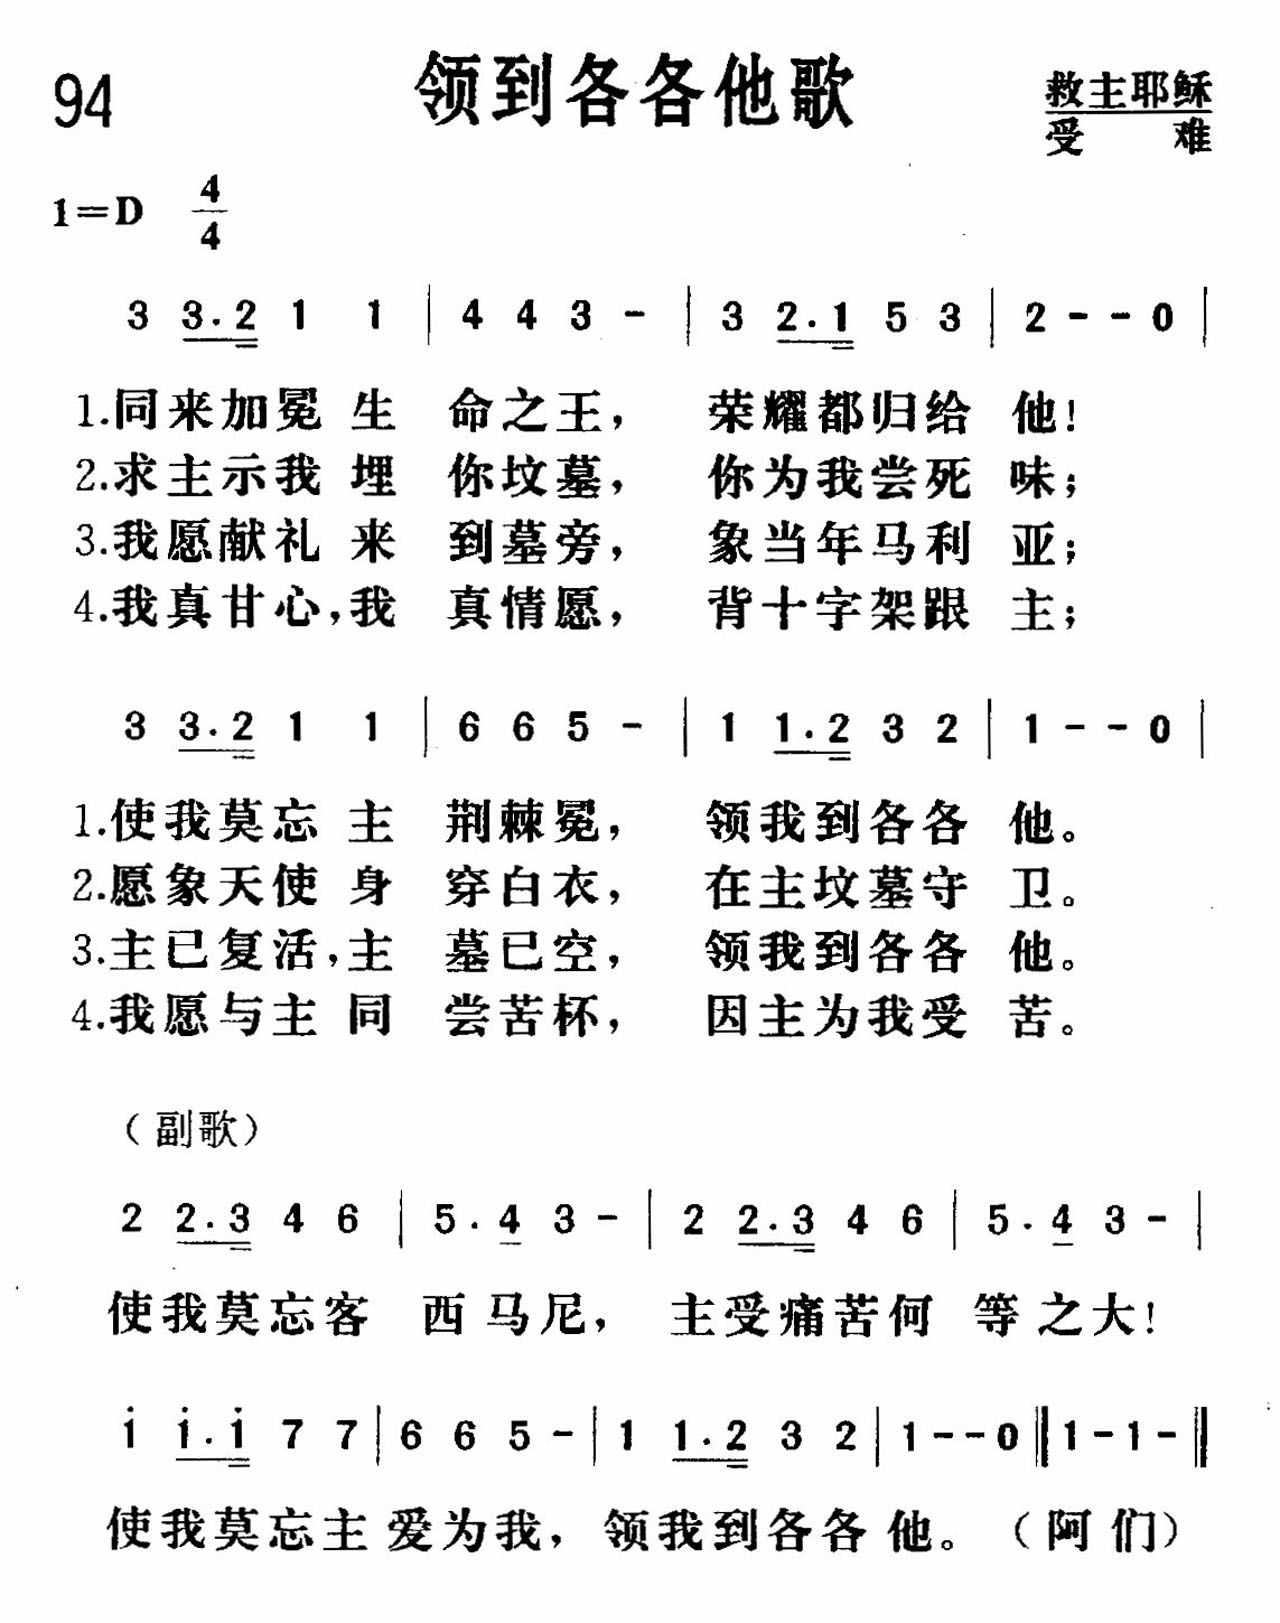 94 领到各各他歌 救主耶稣
受难
1=D 4/4
3 3.2 1 1 | 4 4 3 - | 3 2.1 5 3 | 2 - - 0 |
1.同来加冕生命之王，荣耀都归给他！
2.求主示我埋你坟墓，你为我尝死味；
3.我愿献礼来到墓旁，象当年马利亚；
4.我真甘心，我真情愿，背十字架跟主；
3 3.2 1 1 | 6 6 5 - | 1 1.2 3 2 | 1 - - 0 |
1.使我莫忘主荆棘冕，领我到各各他。
2.愿象天使身穿白衣，在主坟墓守卫。
3.主已复活，主墓已空，领我到各各他。
4.我愿与主同尝苦杯，因主为我受苦。
（副歌）
2 2.3 4 6 | 5. 4 3 - | 2 2.3 4 6 | 5. 4 3 - |
使我莫忘客西马尼，主受痛苦何等之大！
i i.i 7 7 | 6 6 5 - | 1 1.2 3 2 | 1 - - 0 ‖ 1 - 1 - ‖
使我莫忘主爱为我，领我到各各他。（阿们）